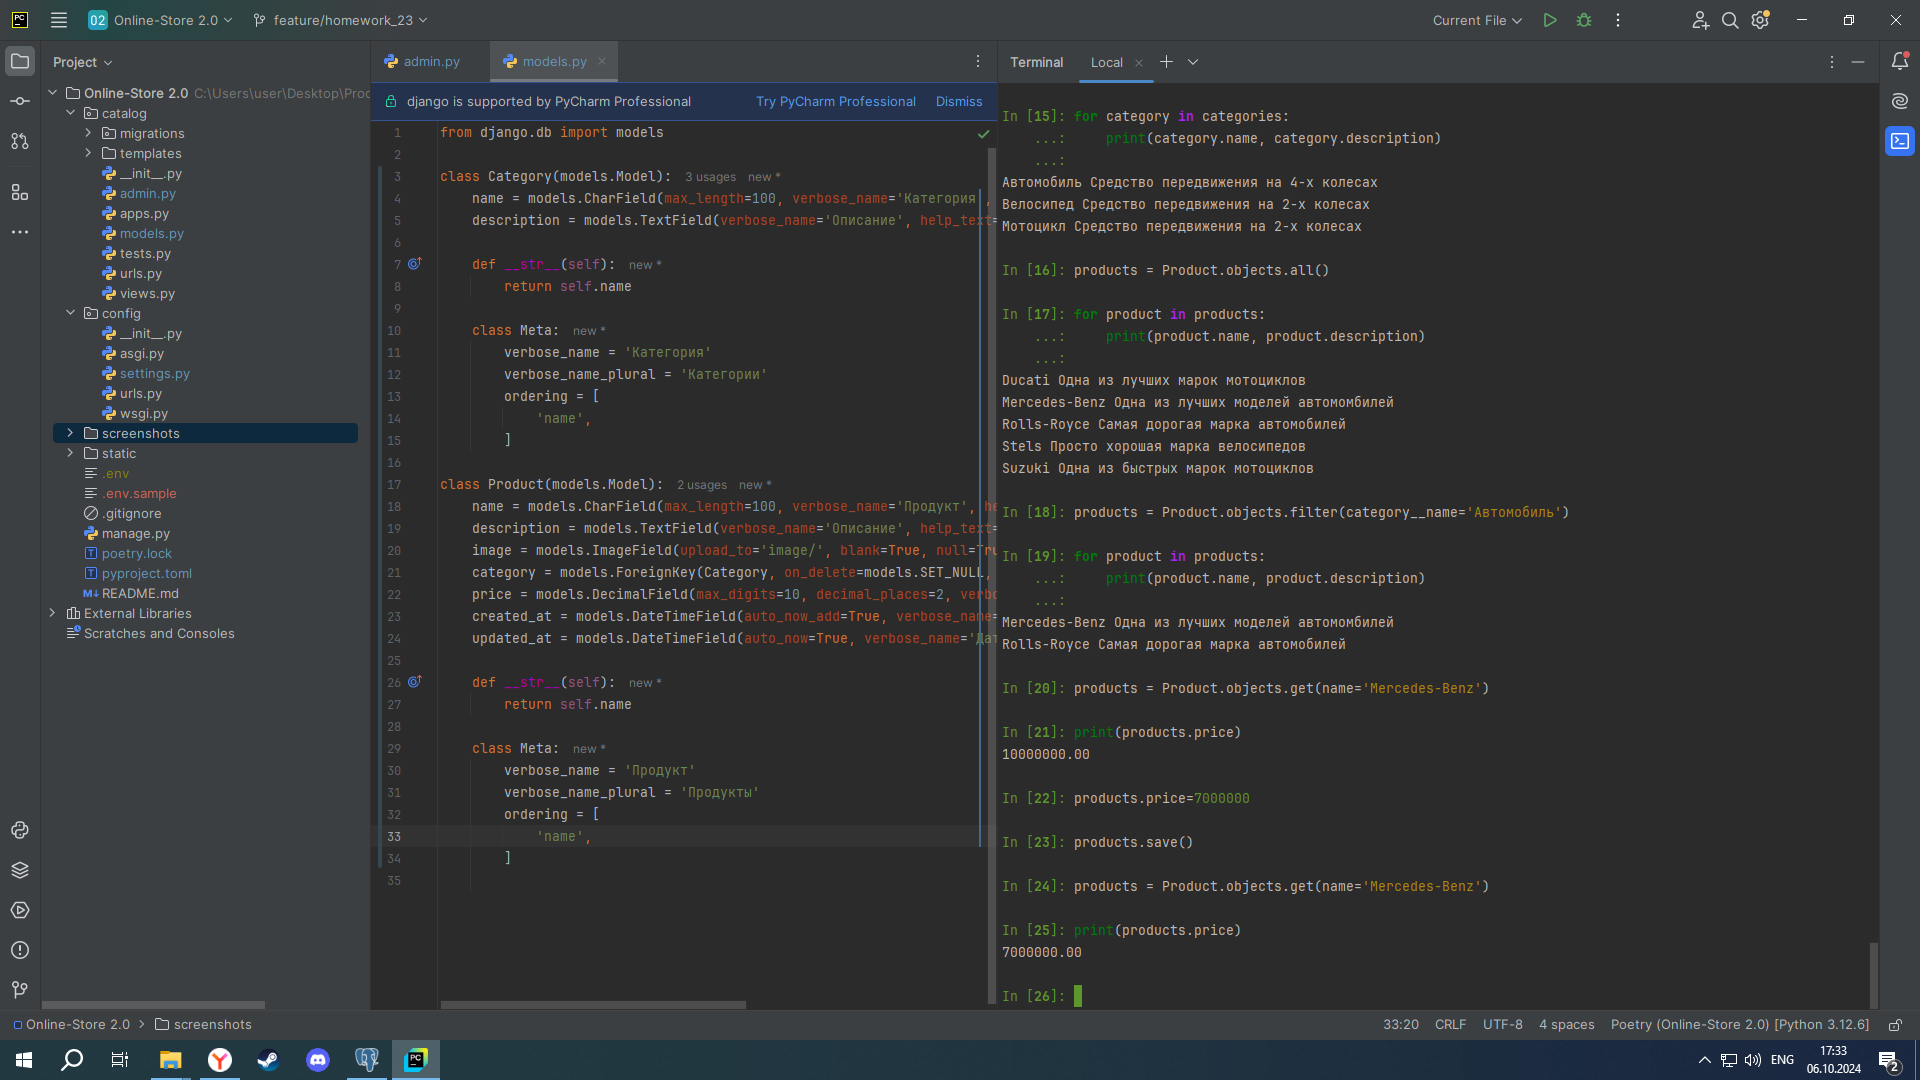 02 Online-Store 2.0 feature/homework_23 Current File
Project
Online-Store 2.0 C:\Users\user\Desktop\Pro
catalog
migrations
templates
__init__.py
admin.py
apps.py
models.py
tests.py
urls.py
views.py
config
__init__.py
asgi.py
settings.py
urls.py
wsgi.py
screenshots
static
.env
.env.sample
.gitignore
manage.py
poetry.lock
pyproject.toml
README.md
External Libraries
Scratches and Consoles
admin.py models.py
django is supported by PyCharm Professional Try PyCharm Professional Dismiss
1 from django.db import models
2
3 class Category(models.Model): 3 usages new *
4 name = models.CharField(max_length=100, verbose_name='Категория',
5 description = models.TextField(verbose_name='Описание', help_text=
6
7 def __str__(self): new *
8 return self.name
9
10 class Meta: new *
11 verbose_name = 'Категория'
12 verbose_name_plural = 'Категории'
13 ordering = [
14 'name',
15 ]
16
17 class Product(models.Model): 2 usages new *
18 name = models.CharField(max_length=100, verbose_name='Продукт', he
19 description = models.TextField(verbose_name='Описание', help_text=
20 image = models.ImageField(upload_to='image/', blank=True, null=Tru
21 category = models.ForeignKey(Category, on_delete=models.SET_NULL,
22 price = models.DecimalField(max_digits=10, decimal_places=2, verbo
23 created_at = models.DateTimeField(auto_now_add=True, verbose_name=
24 updated_at = models.DateTimeField(auto_now=True, verbose_name='Дат
25
26 def __str__(self): new *
27 return self.name
28
29 class Meta: new *
30 verbose_name = 'Продукт'
31 verbose_name_plural = 'Продукты'
32 ordering = [
33 'name',
34 ]
35
Terminal Local
In [15]: for category in categories:
...: print(category.name, category.description)
...:
Автомобиль Средство передвижения на 4-х колесах
Велосипед Средство передвижения на 2-х колесах
Мотоцикл Средство передвижения на 2-х колесах
In [16]: products = Product.objects.all()
In [17]: for product in products:
...: print(product.name, product.description)
...:
Ducati Одна из лучших марок мотоциклов
Mercedes-Benz Одна из лучших моделей автомомбилей
Rolls-Royce Самая дорогая марка автомобилей
Stels Просто хорошая марка велосипедов
Suzuki Одна из быстрых марок мотоциклов
In [18]: products = Product.objects.filter(category__name='Автомобиль')
In [19]: for product in products:
...: print(product.name, product.description)
...:
Mercedes-Benz Одна из лучших моделей автомомбилей
Rolls-Royce Самая дорогая марка автомобилей
In [20]: products = Product.objects.get(name='Mercedes-Benz')
In [21]: print(products.price)
10000000.00
In [22]: products.price=7000000
In [23]: products.save()
In [24]: products = Product.objects.get(name='Mercedes-Benz')
In [25]: print(products.price)
7000000.00
In [26]:
Online-Store 2.0 screenshots 33:20 CRLF UTF-8 4 spaces Poetry (Online-Store 2.0) [Python 3.12.6]
ENG 17:33
06.10.2024 2